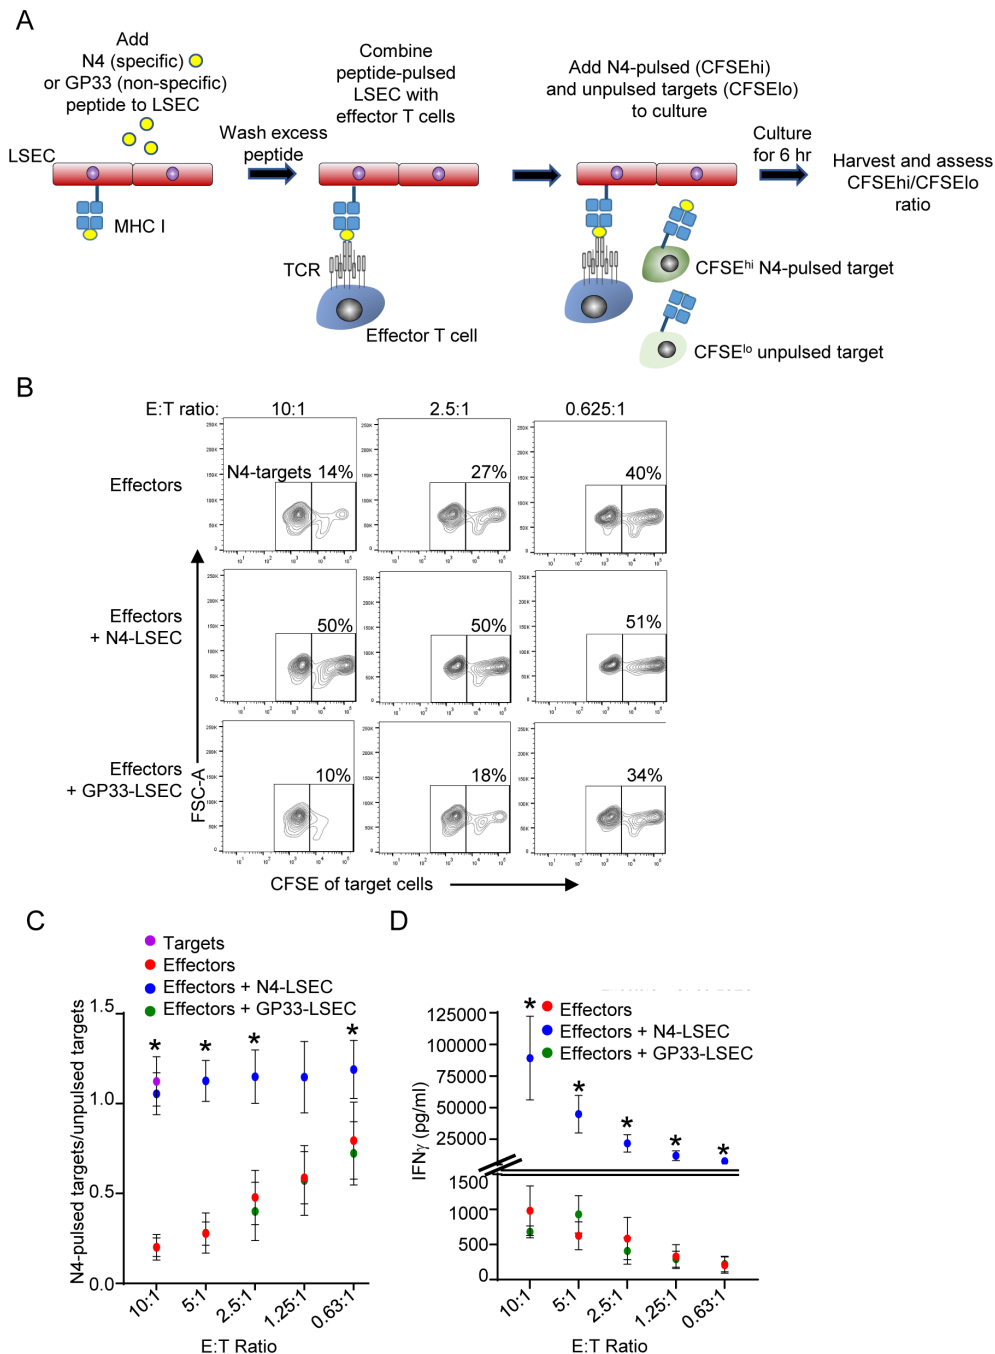 A
Add
N4 (specific)
or GP33 (non-specific)
peptide to LSEC
LSEC
MHC I
Wash excess
peptide
Combine
peptide-pulsed
LSEC with
effector T cells
TCR
Effector T cell
Add N4-pulsed (CFSEhi)
and unpulsed targets (CFSElo)
to culture
CFSEhi N4-pulsed target
CFSElo unpulsed target
Culture
for 6 hr
Harvest and assess
CFSEhi/CFSElo
ratio
B
E:T ratio: 10:1 2.5:1 0.625:1
Effectors
N4-targets 14% 27% 40%
Effectors
+ N4-LSEC
50% 50% 51%
Effectors
+ GP33-LSEC
10% 18% 34%
FSC-A
CFSE of target cells
C
Targets
Effectors
Effectors + N4-LSEC
Effectors + GP33-LSEC
N4-pulsed targets/unpulsed targets
1.5
1.0
0.5
0.0
* * * *
10:1 5:1 2.5:1 1.25:1 0.63:1
E:T Ratio
D
Effectors
Effectors + N4-LSEC
Effectors + GP33-LSEC
IFNγ (pg/ml)
125000
100000
75000
50000
25000
1500
1000
500
0
* * * * *
10:1 5:1 2.5:1 1.25:1 0.63:1
E:T Ratio